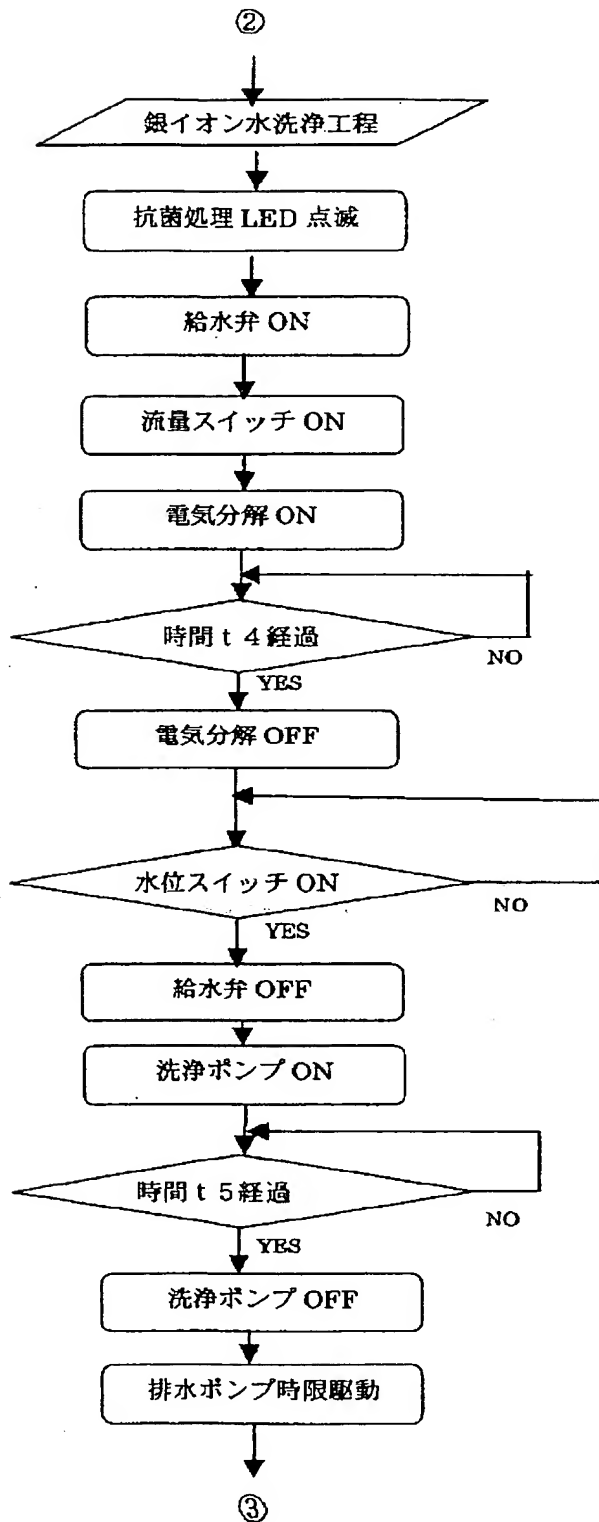 ②
銀イオン水洗浄工程
抗菌処理 LED 点滅
給水弁 ON
流量スイッチ ON
電気分解 ON
時間 t 4 経過
NO
YES
電気分解 OFF
水位スイッチ ON
NO
YES
給水弁 OFF
洗浄ポンプ ON
時間 t 5 経過
NO
YES
洗浄ポンプ OFF
排水ポンプ時限駆動
③